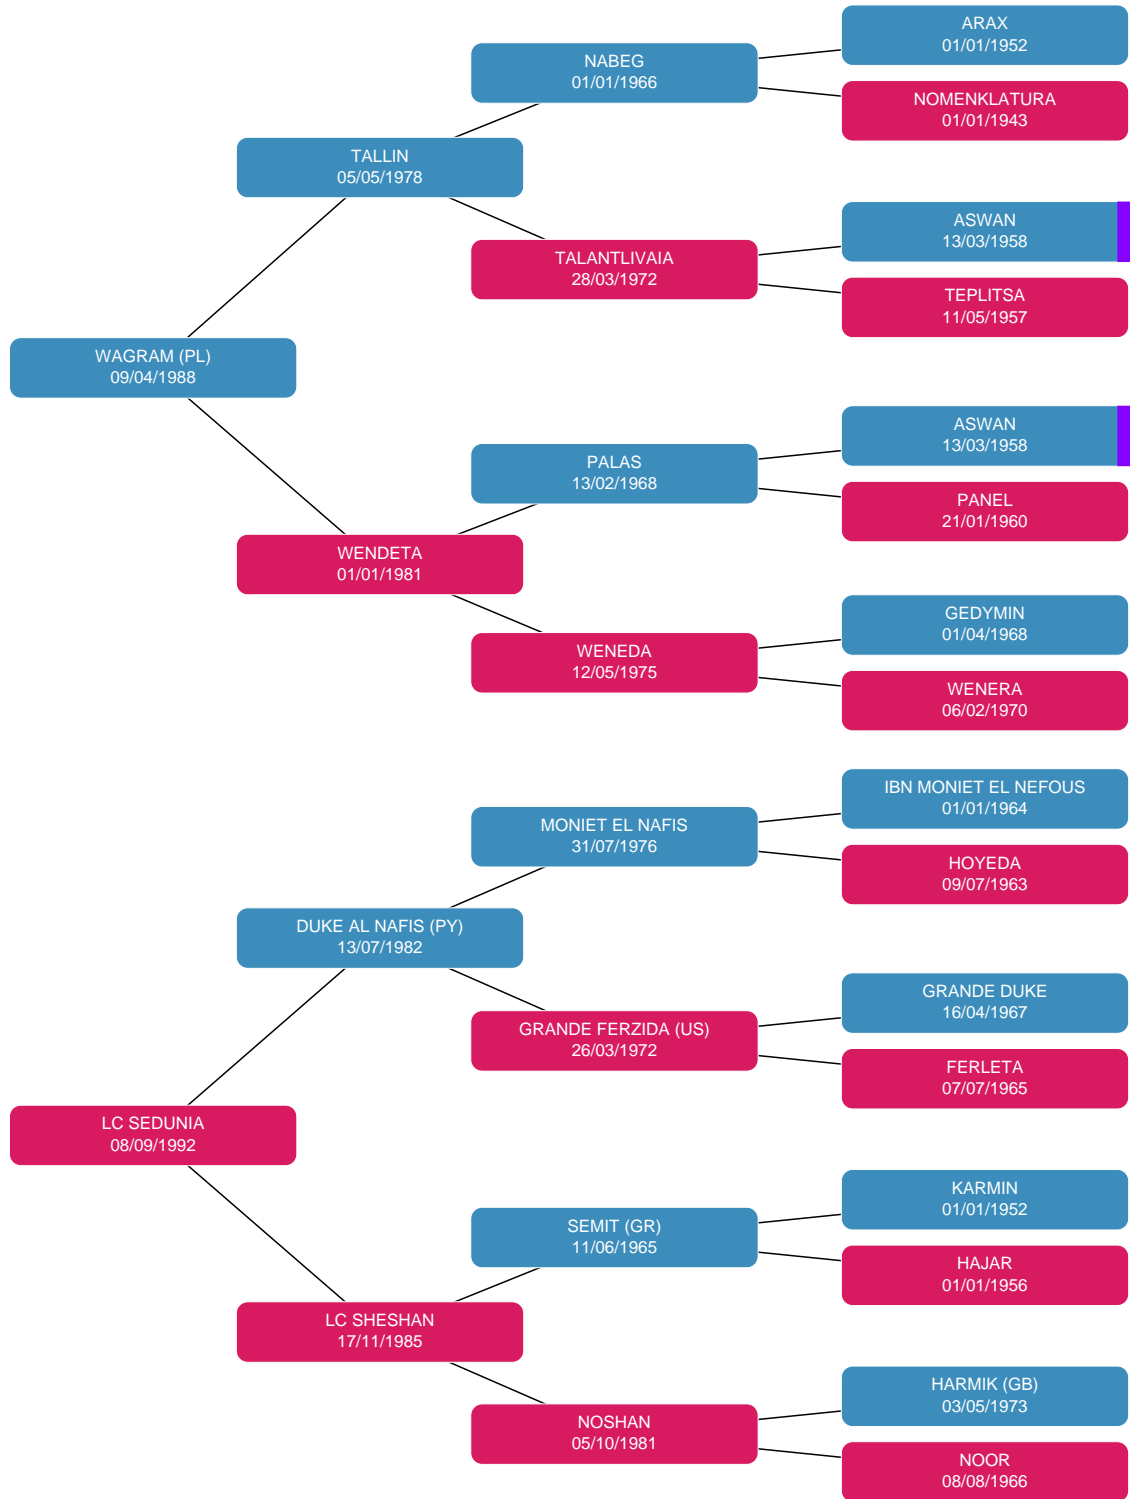 ARAX
01/01/1952
NABEG
01/01/1966
NOMENKLATURA
01/01/1943
TALLIN
05/05/1978
ASWAN
13/03/1958
TALANTLIVAIA
28/03/1972
TEPLITSA
11/05/1957
WAGRAM (PL)
09/04/1988
ASWAN
13/03/1958
PALAS
13/02/1968
PANEL
21/01/1960
WENDETA
01/01/1981
GEDYMIN
01/04/1968
WENEDA
12/05/1975
WENERA
06/02/1970
IBN MONIET EL NEFOUS
01/01/1964
MONIET EL NAFIS
31/07/1976
HOYEDA
09/07/1963
DUKE AL NAFIS (PY)
13/07/1982
GRANDE DUKE
16/04/1967
GRANDE FERZIDA (US)
26/03/1972
FERLETA
07/07/1965
LC SEDUNIA
08/09/1992
KARMIN
01/01/1952
SEMIT (GR)
11/06/1965
HAJAR
01/01/1956
LC SHESHAN
17/11/1985
HARMIK (GB)
03/05/1973
NOSHAN
05/10/1981
NOOR
08/08/1966